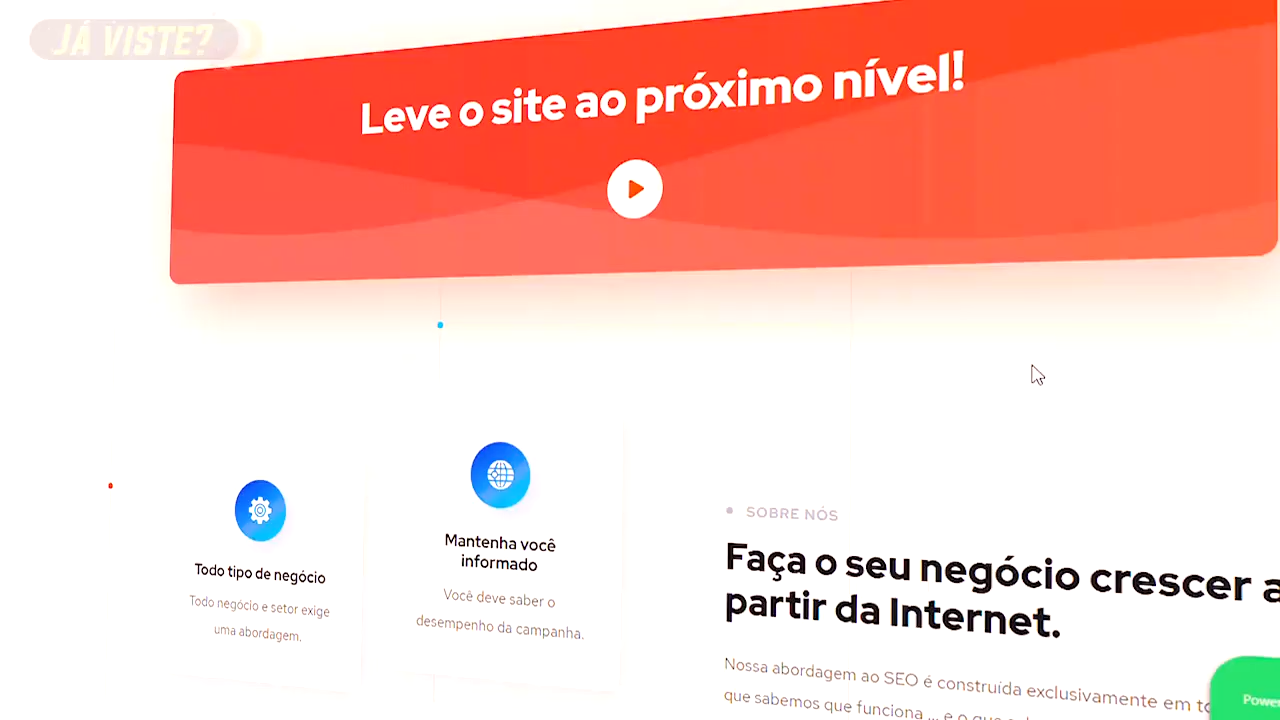 JÁ VISTE?
Leve o site ao próximo nível!
Todo tipo de negócio
Todo negócio e setor exige
uma abordagem.
Mantenha você
informado
Você deve saber o
desempenho da campanha.
SOBRE NÓS
Faça o seu negócio crescer a
partir da Internet.
Nossa abordagem ao SEO é construída exclusivamente em
que sabemos que funciona ... e o